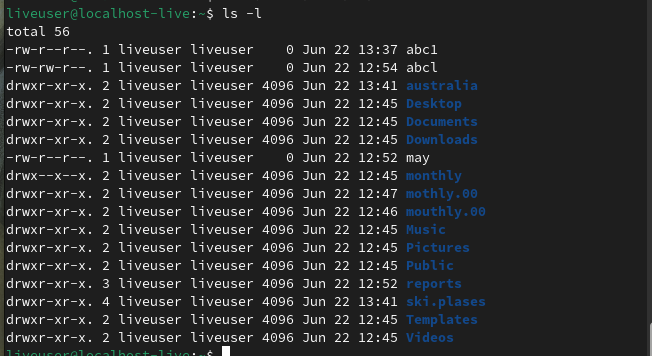 liveuser@localhost-live:~$ ls -l
total 56
-rw-r--r--. 1 liveuser liveuser    0 Jun 22 13:37 abc1
-rw-rw-r--. 1 liveuser liveuser    0 Jun 22 12:54 abcl
drwxr-xr-x. 2 liveuser liveuser 4096 Jun 22 13:41 australia
drwxr-xr-x. 2 liveuser liveuser 4096 Jun 22 12:45 Desktop
drwxr-xr-x. 2 liveuser liveuser 4096 Jun 22 12:45 Documents
drwxr-xr-x. 2 liveuser liveuser 4096 Jun 22 12:45 Downloads
-rw-r--r--. 1 liveuser liveuser    0 Jun 22 12:52 may
drwx--x--x. 2 liveuser liveuser 4096 Jun 22 12:45 monthly
drwxr-xr-x. 2 liveuser liveuser 4096 Jun 22 12:47 mothly.00
drwxr-xr-x. 2 liveuser liveuser 4096 Jun 22 12:46 mouthly.00
drwxr-xr-x. 2 liveuser liveuser 4096 Jun 22 12:45 Music
drwxr-xr-x. 2 liveuser liveuser 4096 Jun 22 12:45 Pictures
drwxr-xr-x. 2 liveuser liveuser 4096 Jun 22 12:45 Public
drwxr-xr-x. 3 liveuser liveuser 4096 Jun 22 12:52 reports
drwxr-xr-x. 4 liveuser liveuser 4096 Jun 22 13:41 ski.plases
drwxr-xr-x. 2 liveuser liveuser 4096 Jun 22 12:45 Templates
drwxr-xr-x. 2 liveuser liveuser 4096 Jun 22 12:45 Videos
liveuser@localhost-live:~$